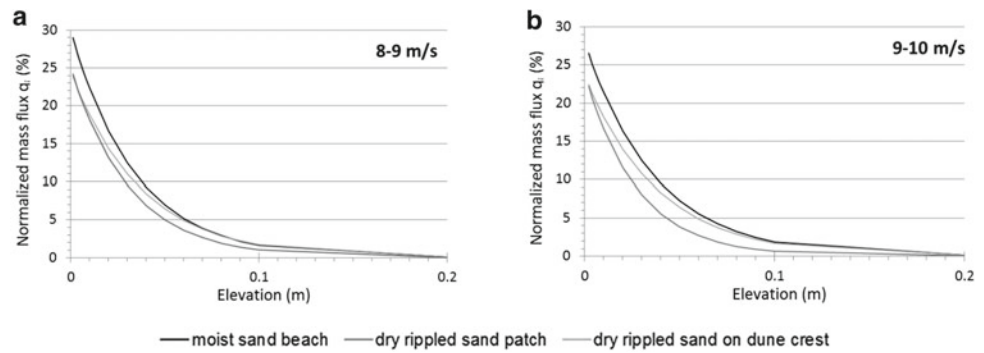 a
8-9 m/s
Normalized mass flux qᵢ (%)
30
25
20
15
10
5
0
0
0.1
0.2
Elevation (m)
b
9-10 m/s
Normalized mass flux qᵢ (%)
30
25
20
15
10
5
0
0
0.1
0.2
Elevation (m)
moist sand beach
dry rippled sand patch
dry rippled sand on dune crest